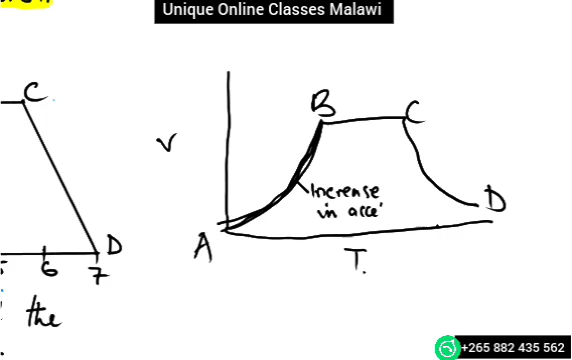 Unique Online Classes Malawi
C
B
C
V
Increase
in acce'
A
D
D
T.
6
7
the
+265 882 435 562